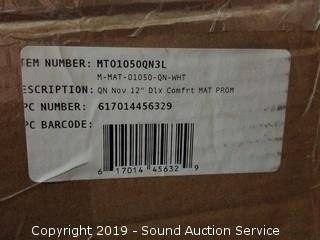 TEM NUMBER: MT01050QN3L
M-MAT-01050-QN-WHT
ESCRIPTION: QN Nov 12" Dlx Comfrt MAT PROM
PC NUMBER: 617014456329
PC BARCODE:
6 17014 45632 9
Copyright 2019 - Sound Auction Service